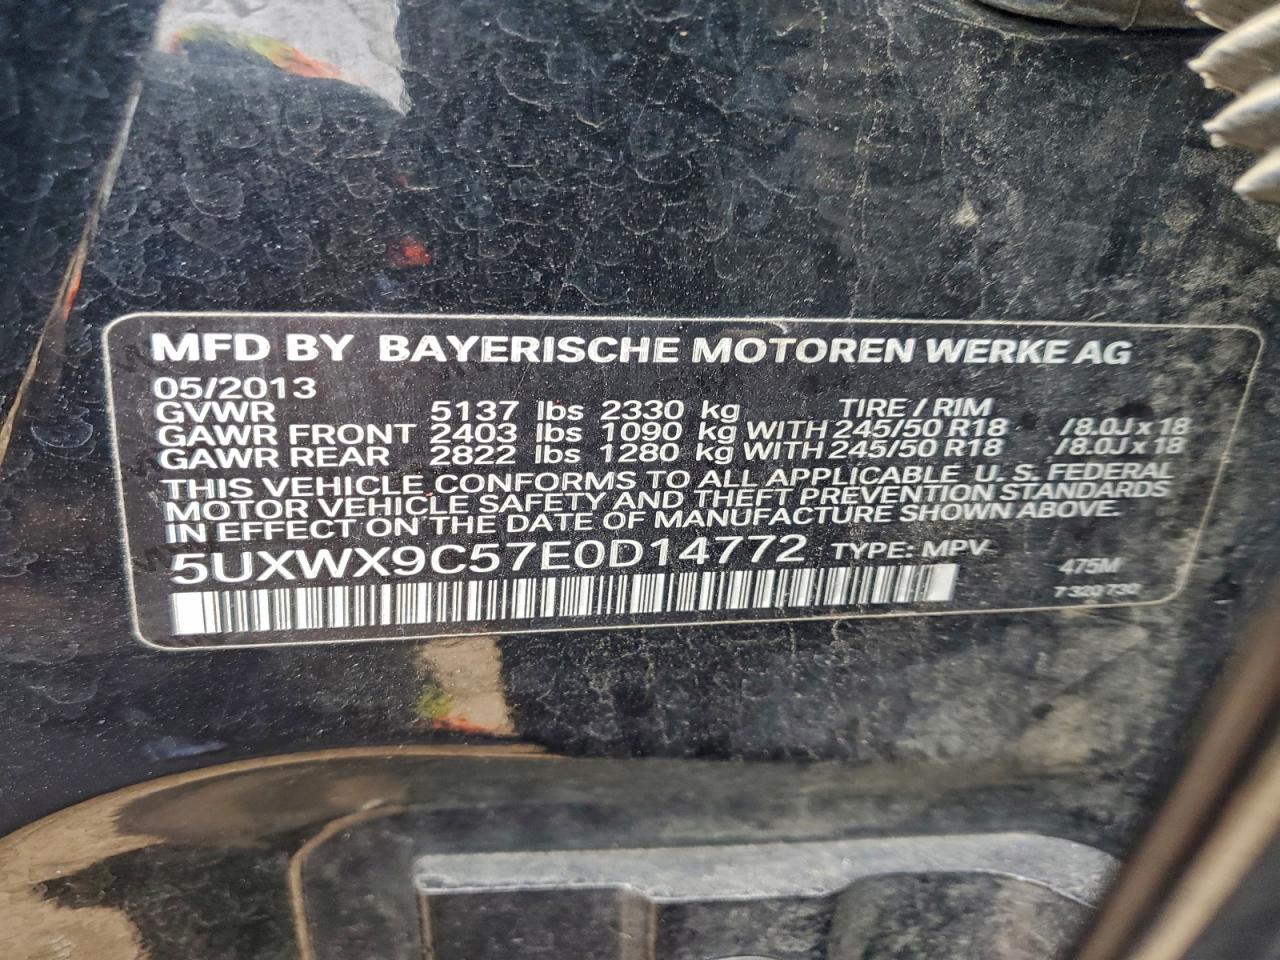 MFD BY BAYERISCHE MOTOREN WERKE AG
05/2013
GVWR 5137 lbs 2330 kg TIRE / RIM
GAWR FRONT 2403 lbs 1090 kg WITH 245/50 R18 /8.0J x 18
GAWR REAR 2822 lbs 1280 kg WITH 245/50 R18 /8.0J x 18
THIS VEHICLE CONFORMS TO ALL APPLICABLE U. S. FEDERAL
MOTOR VEHICLE SAFETY AND THEFT PREVENTION STANDARDS
IN EFFECT ON THE DATE OF MANUFACTURE SHOWN ABOVE.
5UXWX9C57E0D14772 TYPE: MPV
475M
7 320 730